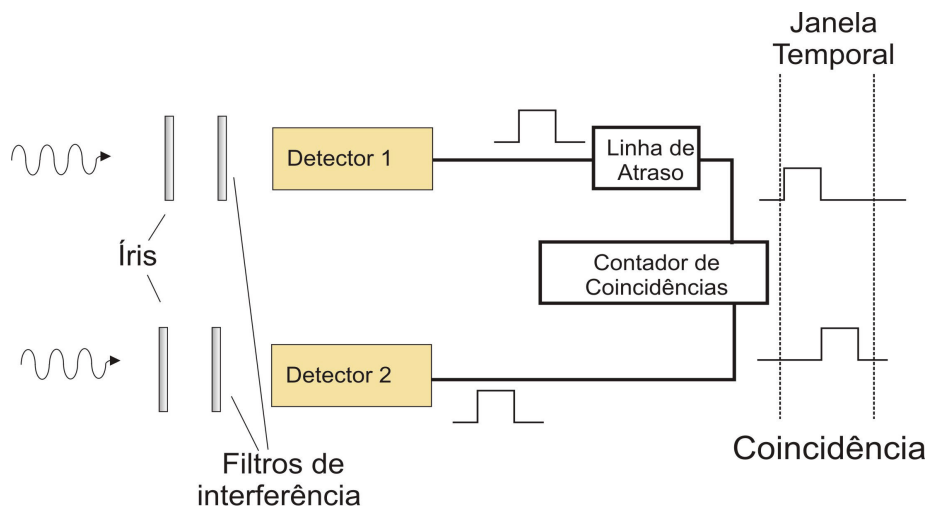 Janela
Temporal
Detector 1
Linha de
Atraso
Íris
Contador de
Coincidências
Detector 2
Filtros de
interferência
Coincidência